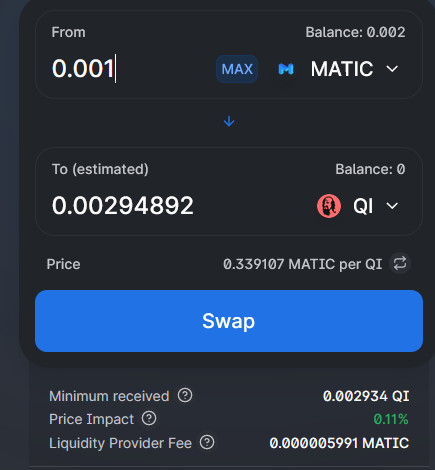 From Balance: 0.002
0.001 MAX MATIC
To (estimated) Balance: 0
0.00294892 QI
Price 0.339107 MATIC per QI
Swap
Minimum received ? 0.002934 QI
Price Impact ? 0.11%
Liquidity Provider Fee ? 0.000005991 MATIC